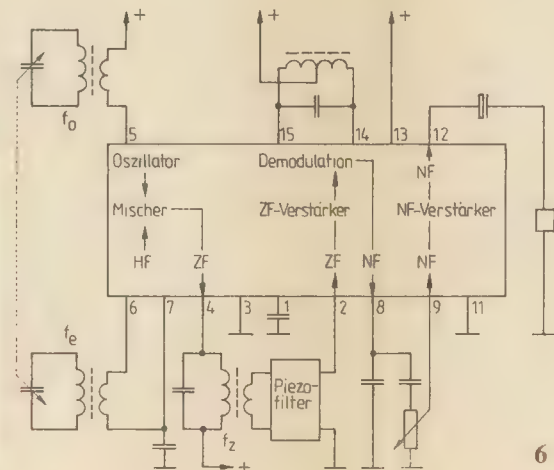 + + +
f₀
5 15 14 13 12
Oszillator Demodulation NF
Mischer ZF-Verstärker NF-Verstärker
HF ZF ZF NF NF
6 7 4 3 1 2 8 9 11
fₑ
Piezo-
filter
f_z
+
6